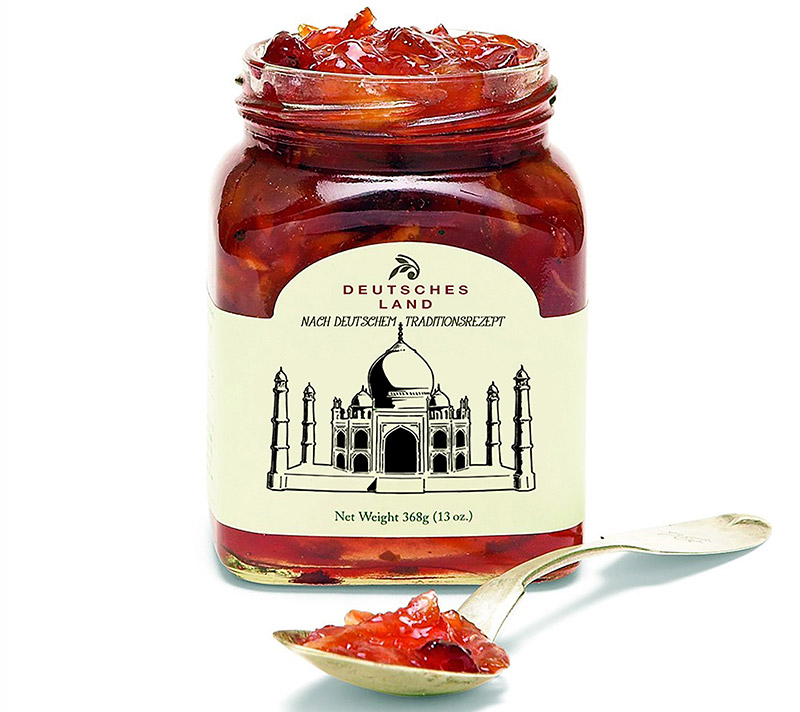 DEUTSCHES
LAND
NACH DEUTSCHEM TRADITIONSREZEPT
Net Weight 368g (13 oz.)